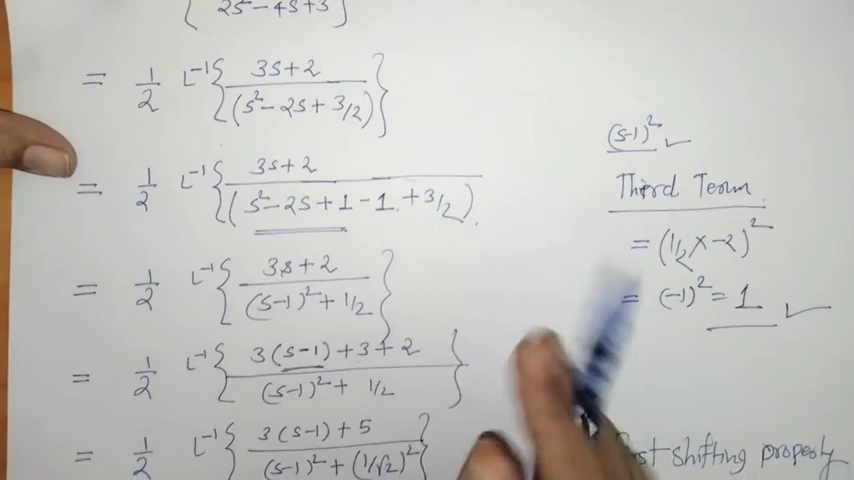 { 2s² - 4s + 3 }
= 1/2 L⁻¹{ 3s+2 / (s² - 2s + 3/2) }
= 1/2 L⁻¹{ 3s+2 / (s² - 2s + 1 - 1 + 3/2) }
= 1/2 L⁻¹{ 3s+2 / (s-1)² + 1/2 }
= 1/2 L⁻¹{ 3(s-1) + 3 + 2 / (s-1)² + 1/2 }
= 1/2 L⁻¹{ 3(s-1) + 5 / (s-1)² + (1/√2)² }
(s-1)² ✓
Third Term
= (1/2 × -2)²
= (-1)² = 1 ✓
shifting property